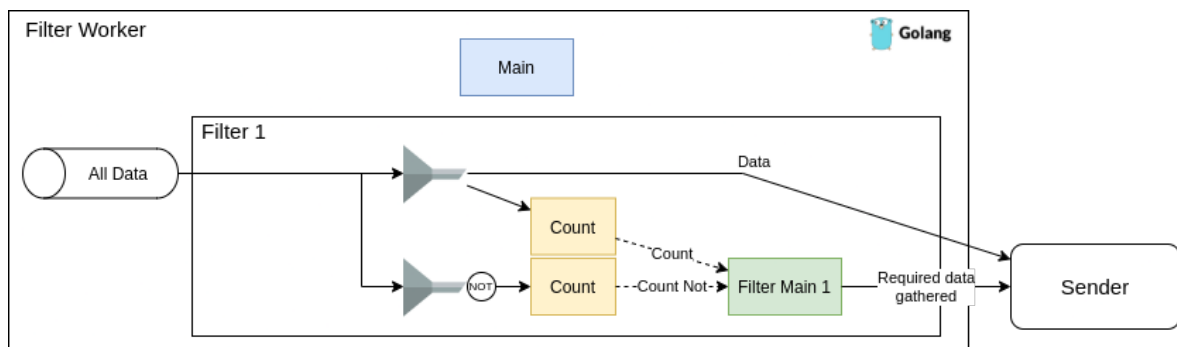 Filter Worker
Golang
Main
Filter 1
All Data
Data
Count
Count
NOT
Count
Count Not
Filter Main 1
Required data
gathered
Sender